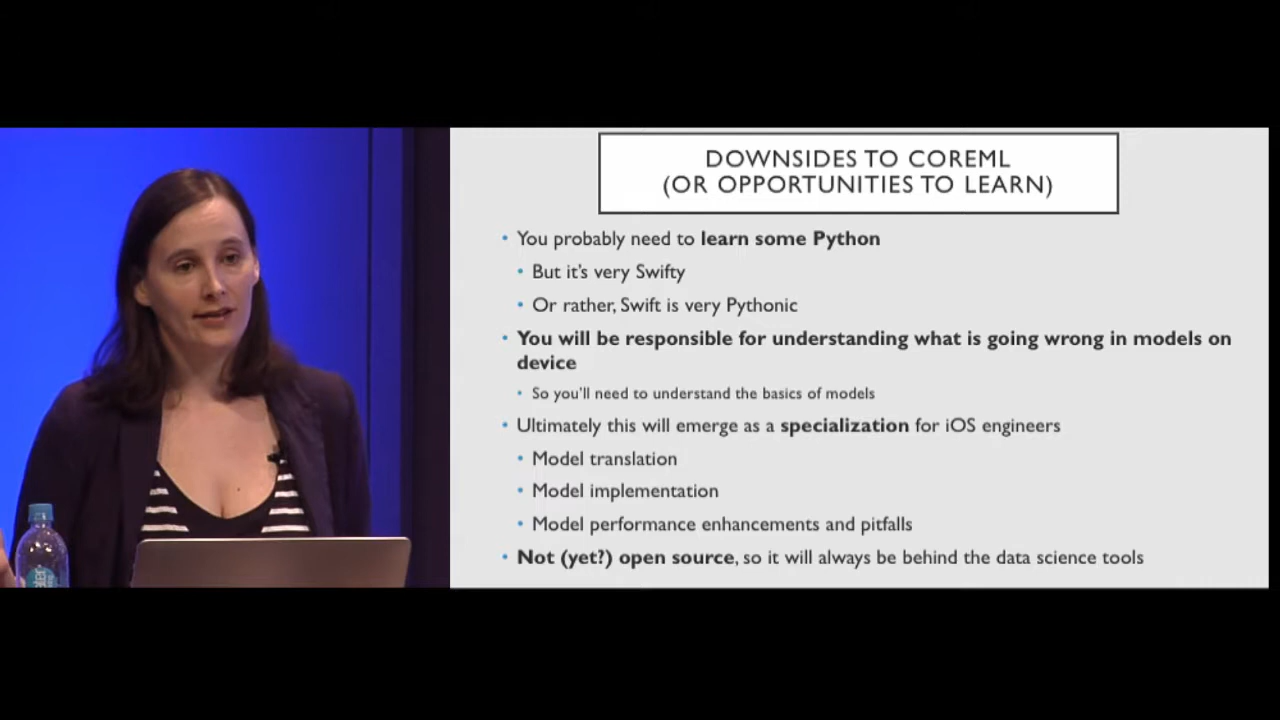 DOWNSIDES TO COREML
(OR OPPORTUNITIES TO LEARN)
• You probably need to learn some Python
• But it's very Swifty
• Or rather, Swift is very Pythonic
• You will be responsible for understanding what is going wrong in models on
device
• So you'll need to understand the basics of models
• Ultimately this will emerge as a specialization for iOS engineers
• Model translation
• Model implementation
• Model performance enhancements and pitfalls
• Not (yet?) open source, so it will always be behind the data science tools